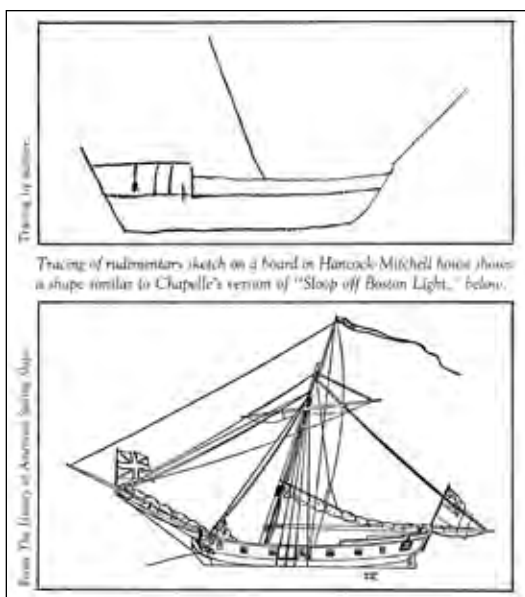 Tracing by author.
Tracing of rudimentary sketch on a board in Hancock-Mitchell house shows
a shape similar to Chapelle's version of "Sloop off Boston Light," below.
From The History of American Sailing Ships.